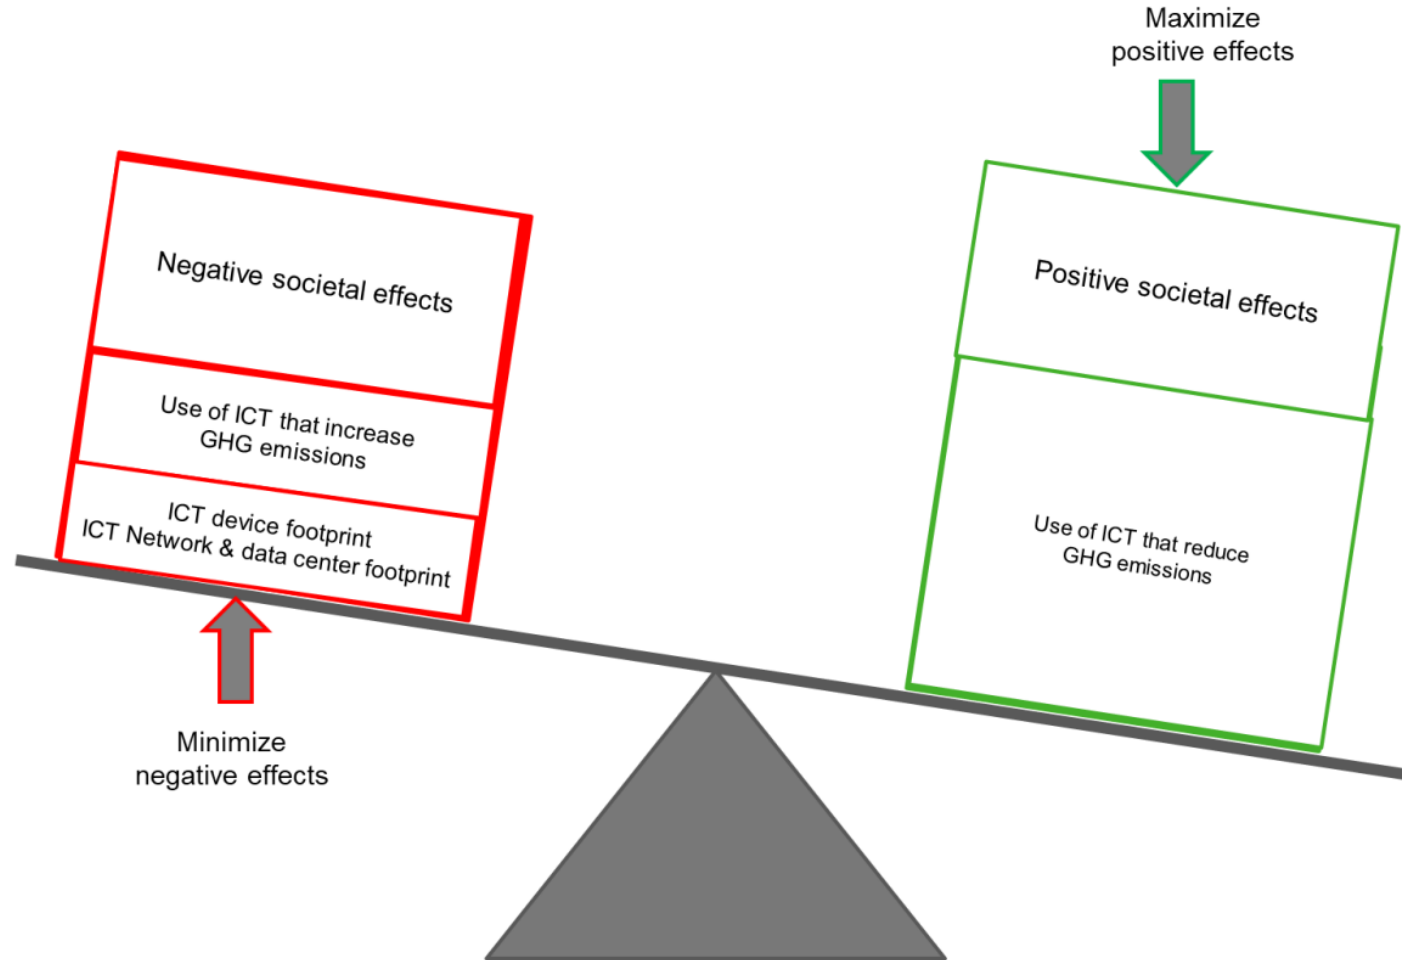 Maximize
positive effects
Negative societal effects
Use of ICT that increase
GHG emissions
ICT device footprint
ICT Network & data center footprint
Minimize
negative effects
Positive societal effects
Use of ICT that reduce
GHG emissions